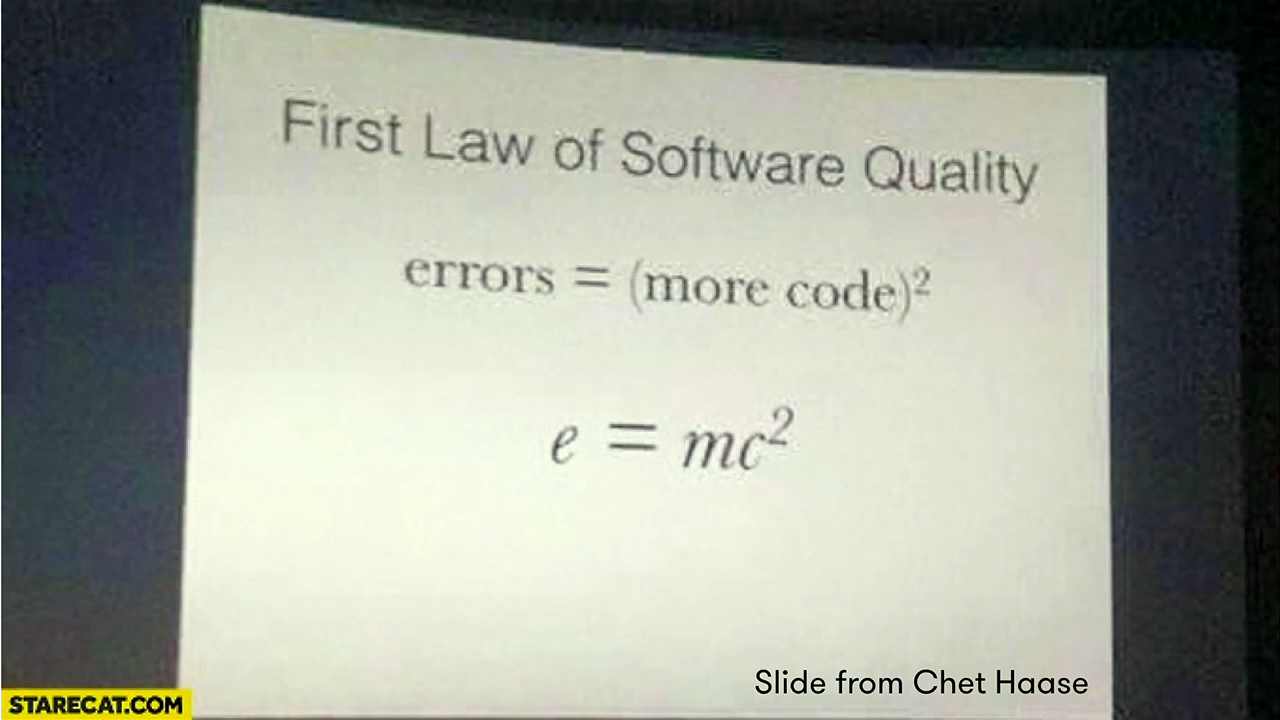 First Law of Software Quality
errors = (more code)²
e = mc²
Slide from Chet Haase
STARECAT.COM